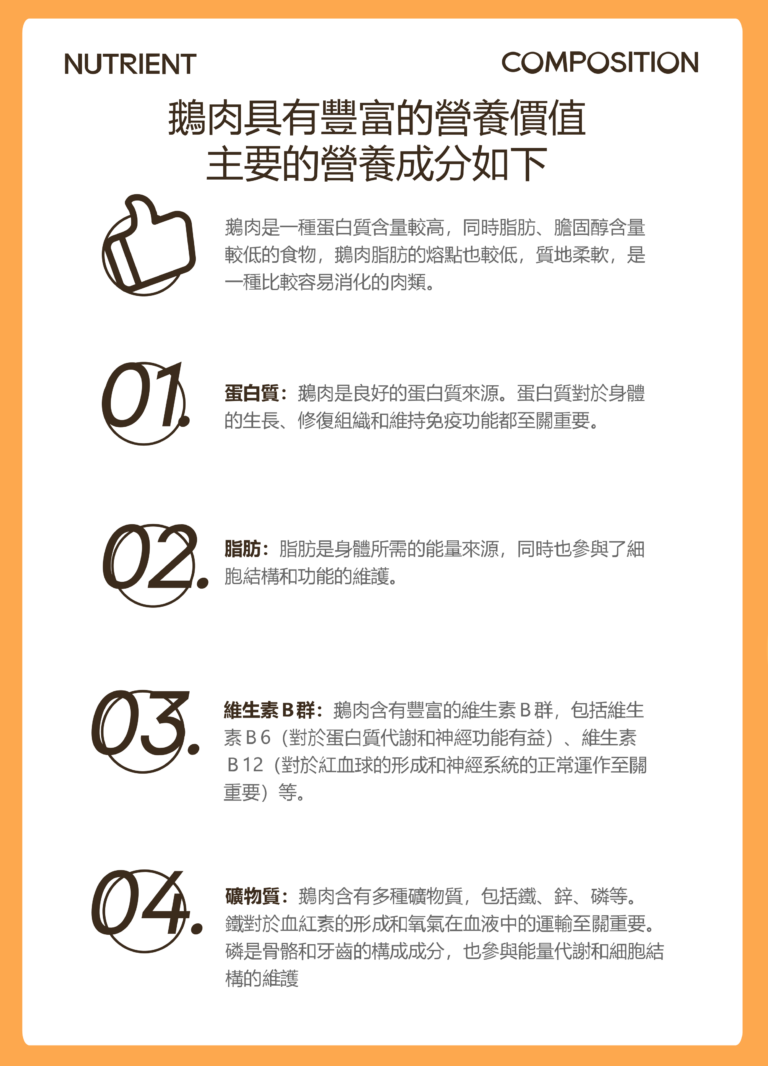 NUTRIENT
COMPOSITION
鵝肉具有豐富的營養價值
主要的營養成分如下
鵝肉是一種蛋白質含量較高，同時脂肪、膽固醇含量
較低的食物，鵝肉脂肪的熔點也較低，質地柔軟，是
一種比較容易消化的肉類。
01.
蛋白質：鵝肉是良好的蛋白質來源。蛋白質對於身體
的生長、修復組織和維持免疫功能都至關重要。
02.
脂肪：脂肪是身體所需的能量來源，同時也參與了細
胞結構和功能的維護。
03.
維生素B群：鵝肉含有豐富的維生素B群，包括維生
素B6（對於蛋白質代謝和神經功能有益）、維生素
B12（對於紅血球的形成和神經系統的正常運作至關
重要）等。
04.
礦物質：鵝肉含有多種礦物質，包括鐵、鋅、磷等。
鐵對於血紅素的形成和氧氣在血液中的運輸至關重要。
磷是骨骼和牙齒的構成成分，也參與能量代謝和細胞結
構的維護